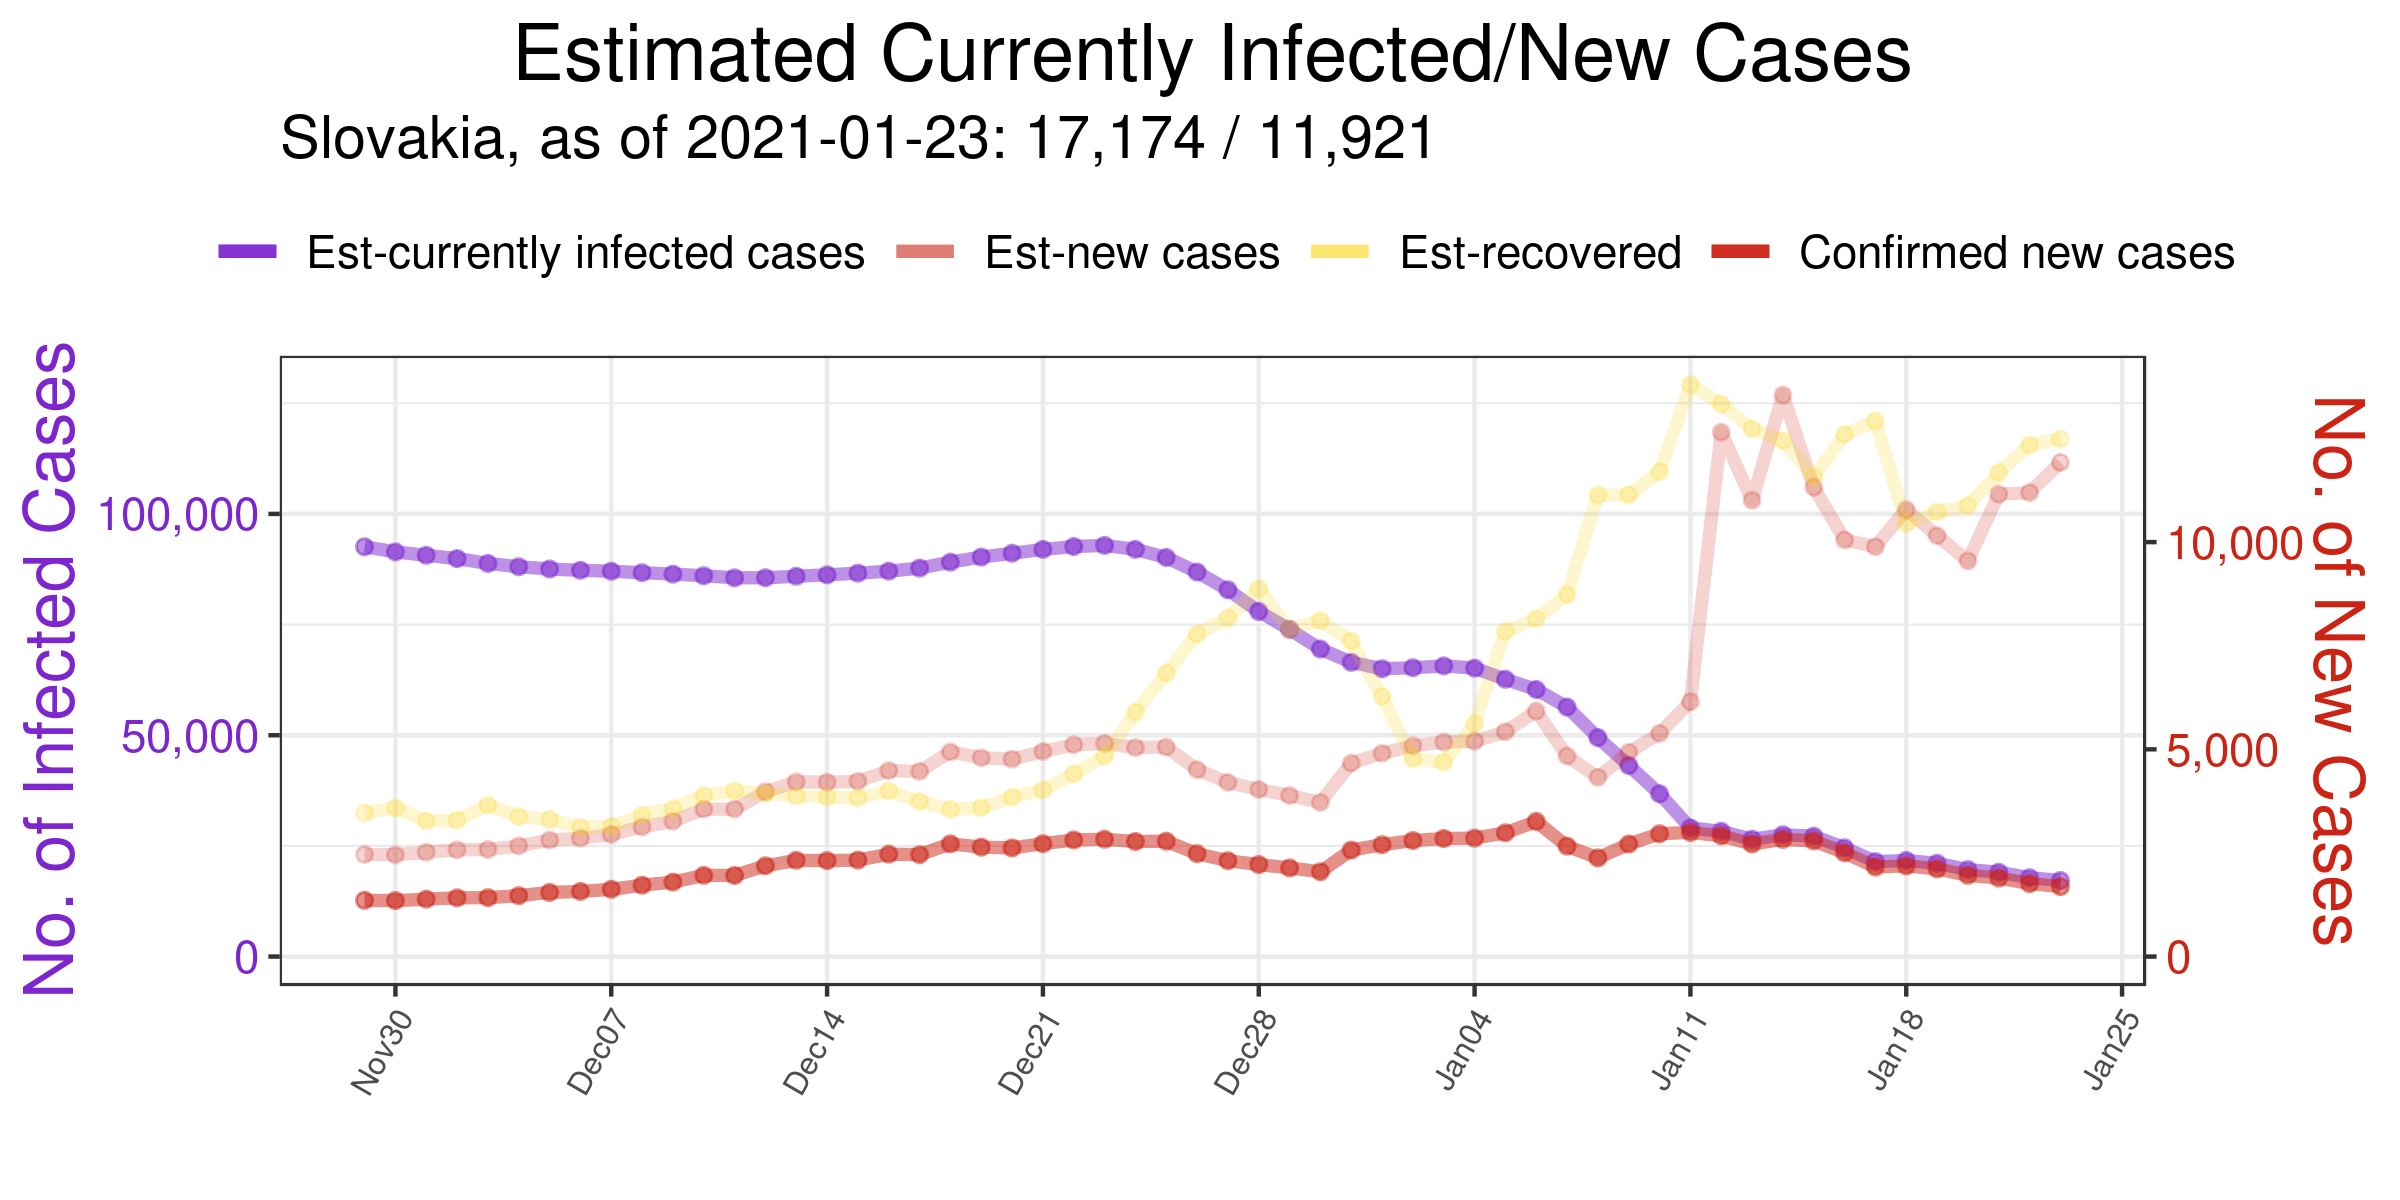 Estimated Currently Infected/New Cases
Slovakia, as of 2021-01-23: 17,174 / 11,921
Est-currently infected cases Est-new cases Est-recovered Confirmed new cases
No. of Infected Cases
100,000
50,000
0
10,000
5,000
0
No. of New Cases
Nov30 Dec07 Dec14 Dec21 Dec28 Jan04 Jan11 Jan18 Jan25